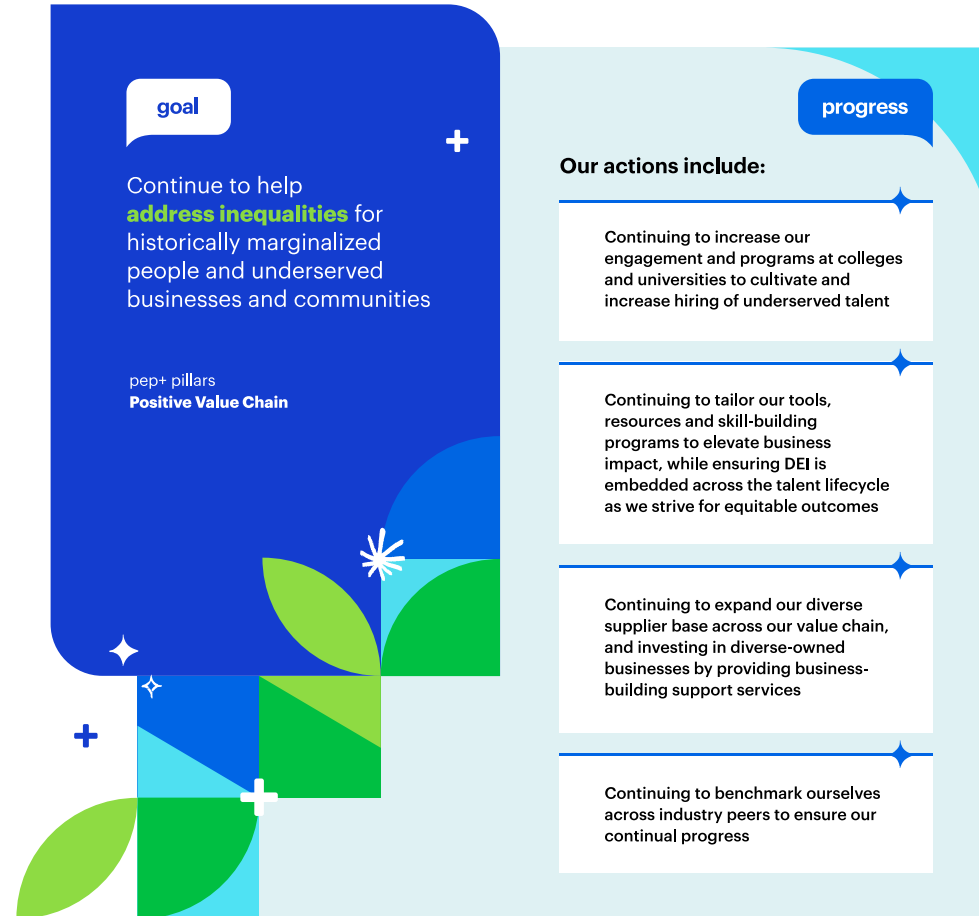 goal
Continue to help
address inequalities for
historically marginalized
people and underserved
businesses and communities
pep+ pillars
Positive Value Chain
progress
Our actions include:
Continuing to increase our
engagement and programs at colleges
and universities to cultivate and
increase hiring of underserved talent
Continuing to tailor our tools,
resources and skill-building
programs to elevate business
impact, while ensuring DEI is
embedded across the talent lifecycle
as we strive for equitable outcomes
Continuing to expand our diverse
supplier base across our value chain,
and investing in diverse-owned
businesses by providing business-
building support services
Continuing to benchmark ourselves
across industry peers to ensure our
continual progress